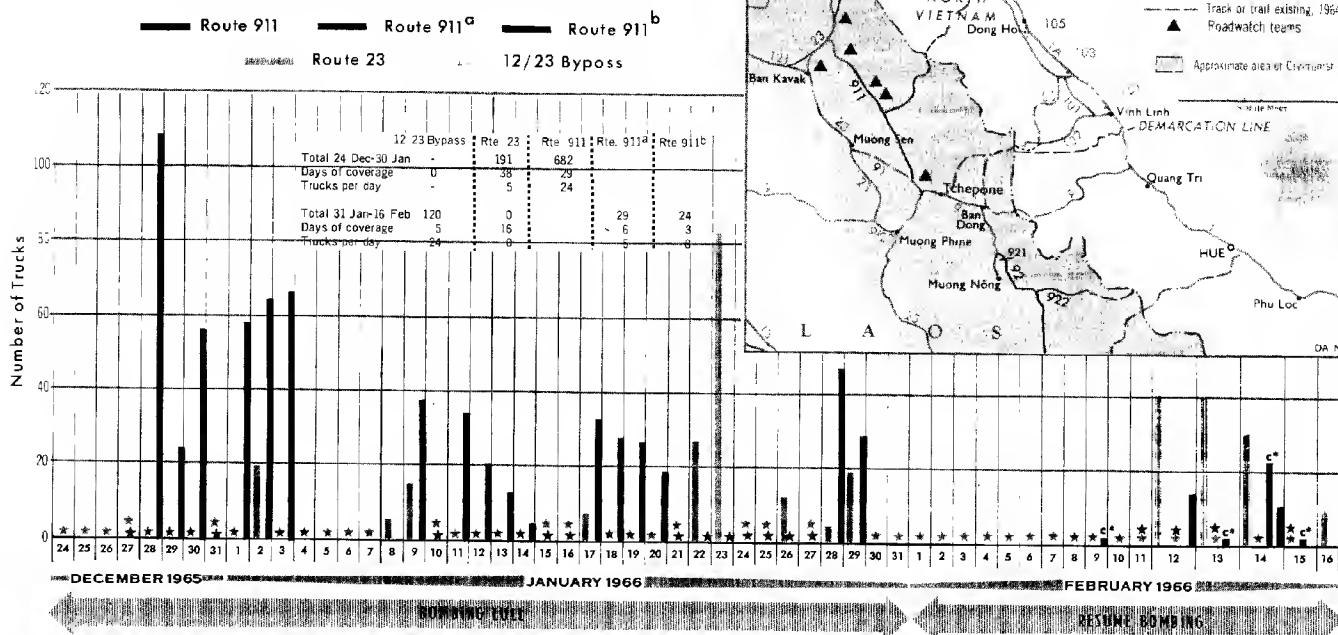 Route 911 Route 911a Route 911b
Route 23 12/23 Bypass
Number of Trucks
100
60
40
20
0
12 23 Bypass Rte 23 Rte 911 Rte. 911a Rte 911b
Total 24 Dec-30 Jan - 191 682
Days of coverage 0 38 29
Trucks per day - 5 24
Total 31 Jan-16 Feb 120 0 29 24
Days of coverage 5 16 6 3
Trucks per day 24 0 5 8
VIETNAM
Dong Hoi
105
103
Track or trail existing, 1964
Roadwatch teams
Approximate area of Communist
23
121
Ban Kavak
911
101
102
Vinh Linh
DEMARCATION LINE
Muong Sen
Quang Tri
Tchepone
Ban
Dong
Muong Phine
921
92
HUE
Muong Nông
922
Phu Loc
L A O S
c* c* c* c*
24 25 26 27 28 29 30 31 1 2 3 4 5 6 7 8 9 10 11 12 13 14 15 16 17 18 19 20 21 22 23 24 25 26 27 28 29 30 31 1 2 3 4 5 6 7 8 9 10 11 12 13 14 15 16
DECEMBER 1965 JANUARY 1966 FEBRUARY 1966
BOMBING LULL RESUME BOMBING